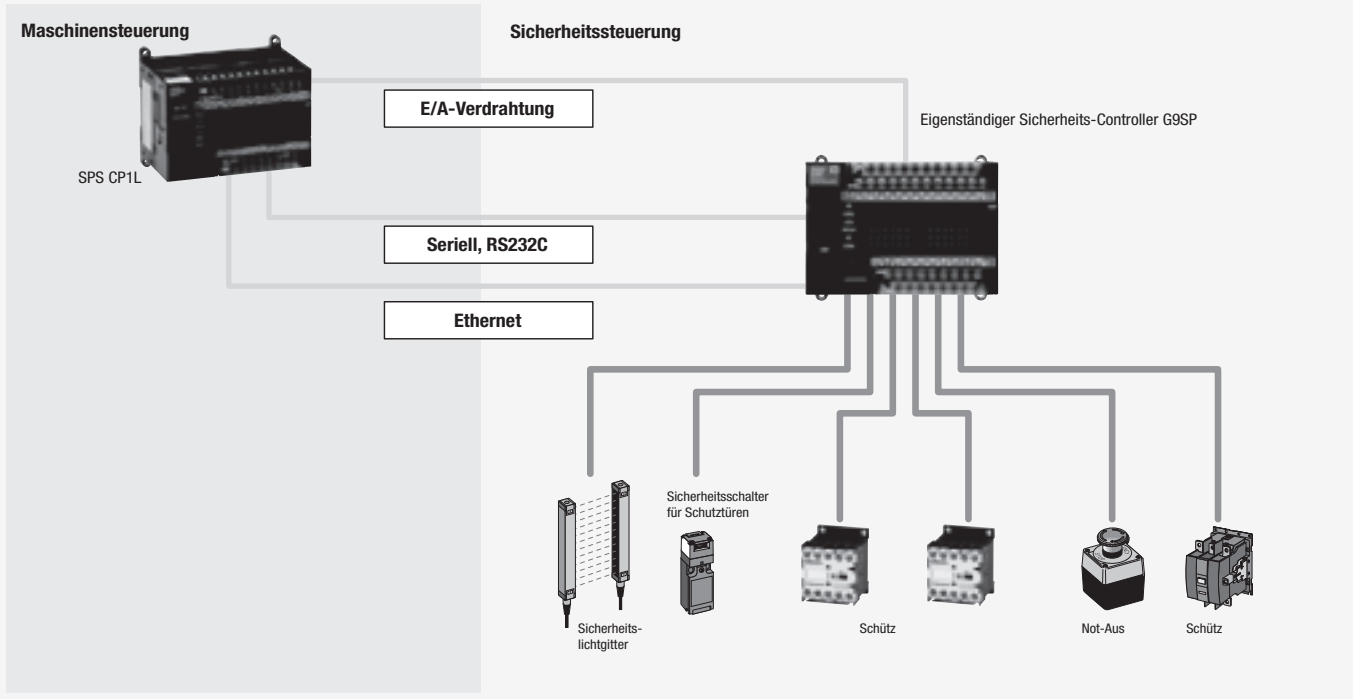 Maschinensteuerung
Sicherheitssteuerung
E/A-Verdrahtung
Eigenständiger Sicherheits-Controller G9SP
SPS CP1L
Seriell, RS232C
Ethernet
Sicherheitsschalter
für Schutztüren
Sicherheits-
lichtgitter
Schütz
Not-Aus
Schütz